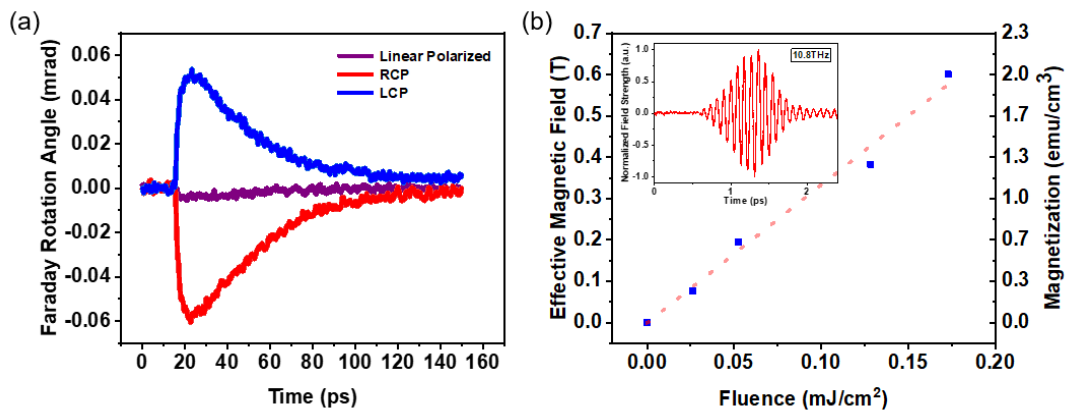 (a)
Faraday Rotation Angle (mrad)
0.06
0.04
0.02
0.00
-0.02
-0.04
-0.06
Linear Polarized
RCP
LCP
0 20 40 60 80 100 120 140 160
Time (ps)
(b)
Effective Magnetic Field (T)
0.7
0.6
0.5
0.4
0.3
0.2
0.1
0.0
Normalized Field Strength (a.u.)
1.0
0.5
0.0
-0.5
-1.0
10.8THz
0 1 2
Time (ps)
2.3
2.0
1.7
1.3
1.0
0.7
0.3
0.0
Magnetization (emu/cm³)
0.00 0.05 0.10 0.15 0.20
Fluence (mJ/cm²)